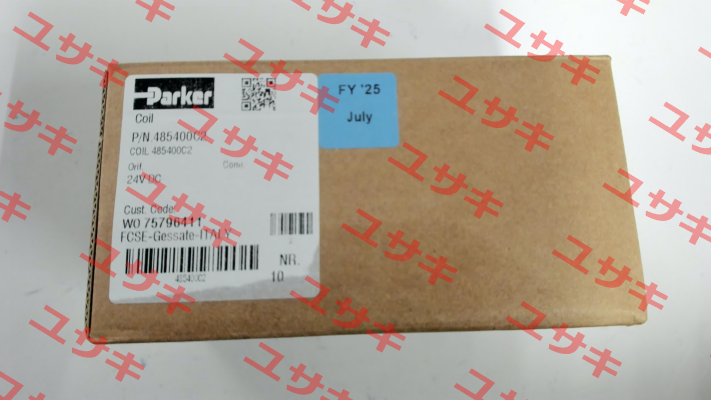 Parker
Coil
P/N.485400C2
COIL 485400C2
Orif.
Conn.
24V DC
Cust. Code
WO 75796411
FCSE-Gessate-ITALY
485400C2
NR.
10
FY '25
July
ユサキ